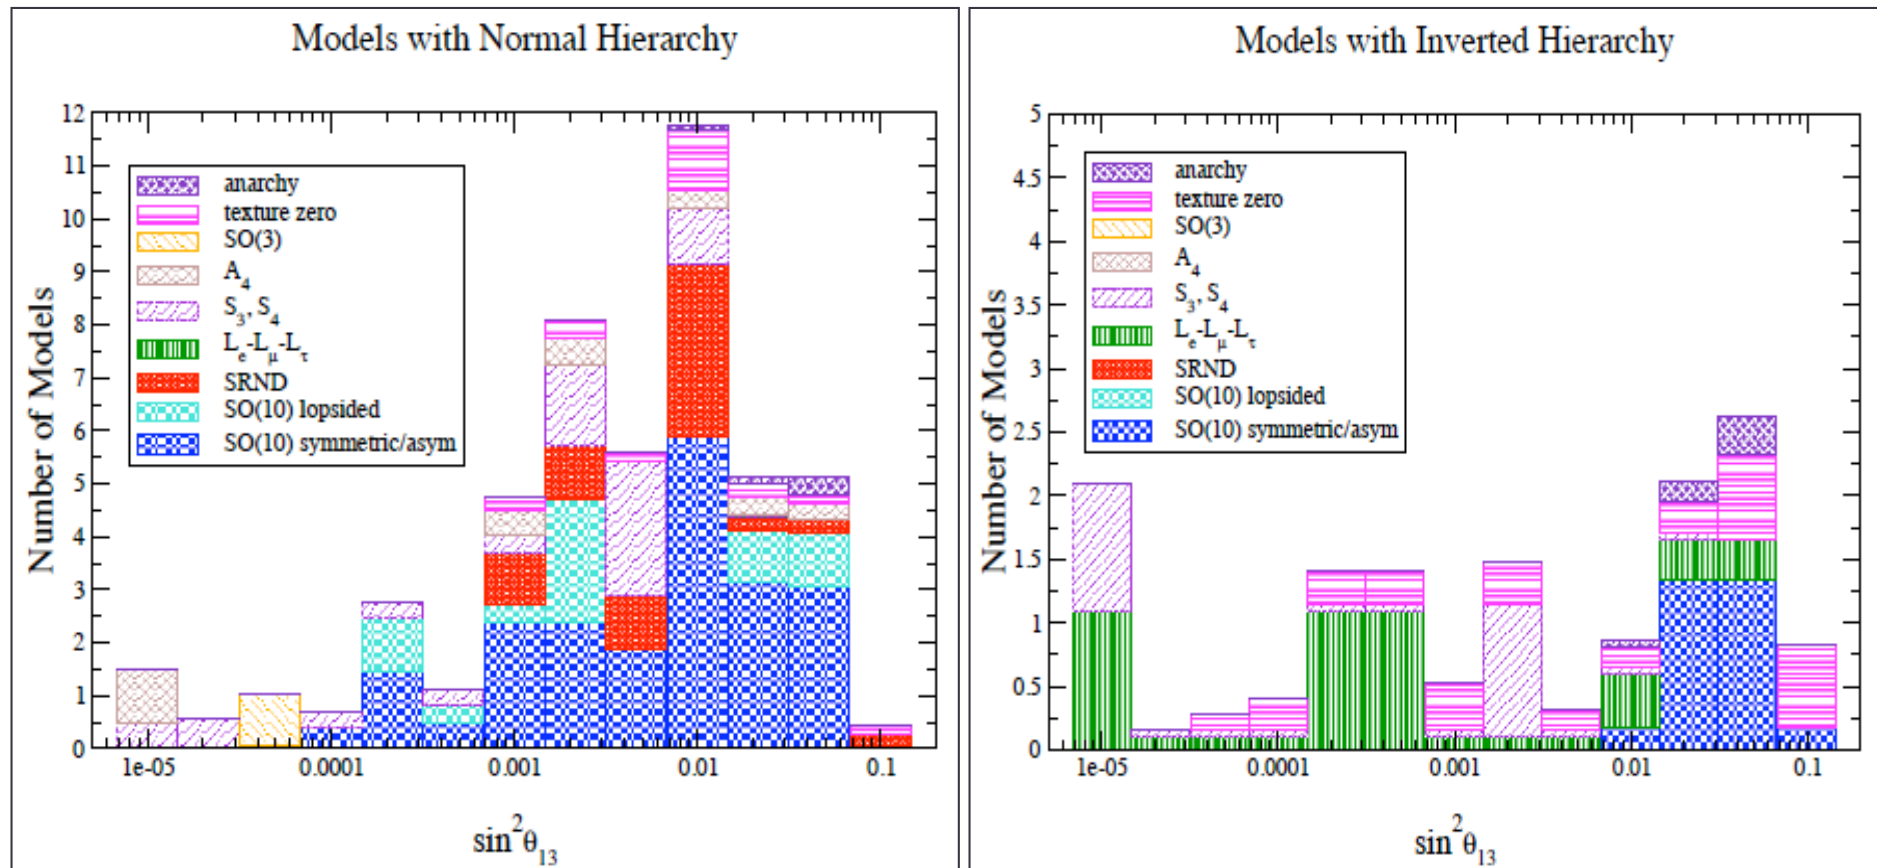 Models with Normal Hierarchy
12
11
10
9
8
7
6
5
4
3
2
1
0
Number of Models
anarchy
texture zero
SO(3)
A4
S3, S4
Le-Lμ-Lτ
SRND
SO(10) lopsided
SO(10) symmetric/asym
1e-05 0.0001 0.001 0.01 0.1
sin²θ13
Models with Inverted Hierarchy
5
4.5
4
3.5
3
2.5
2
1.5
1
0.5
0
Number of Models
anarchy
texture zero
SO(3)
A4
S3, S4
Le-Lμ-Lτ
SRND
SO(10) lopsided
SO(10) symmetric/asym
1e-05 0.0001 0.001 0.01 0.1
sin²θ13